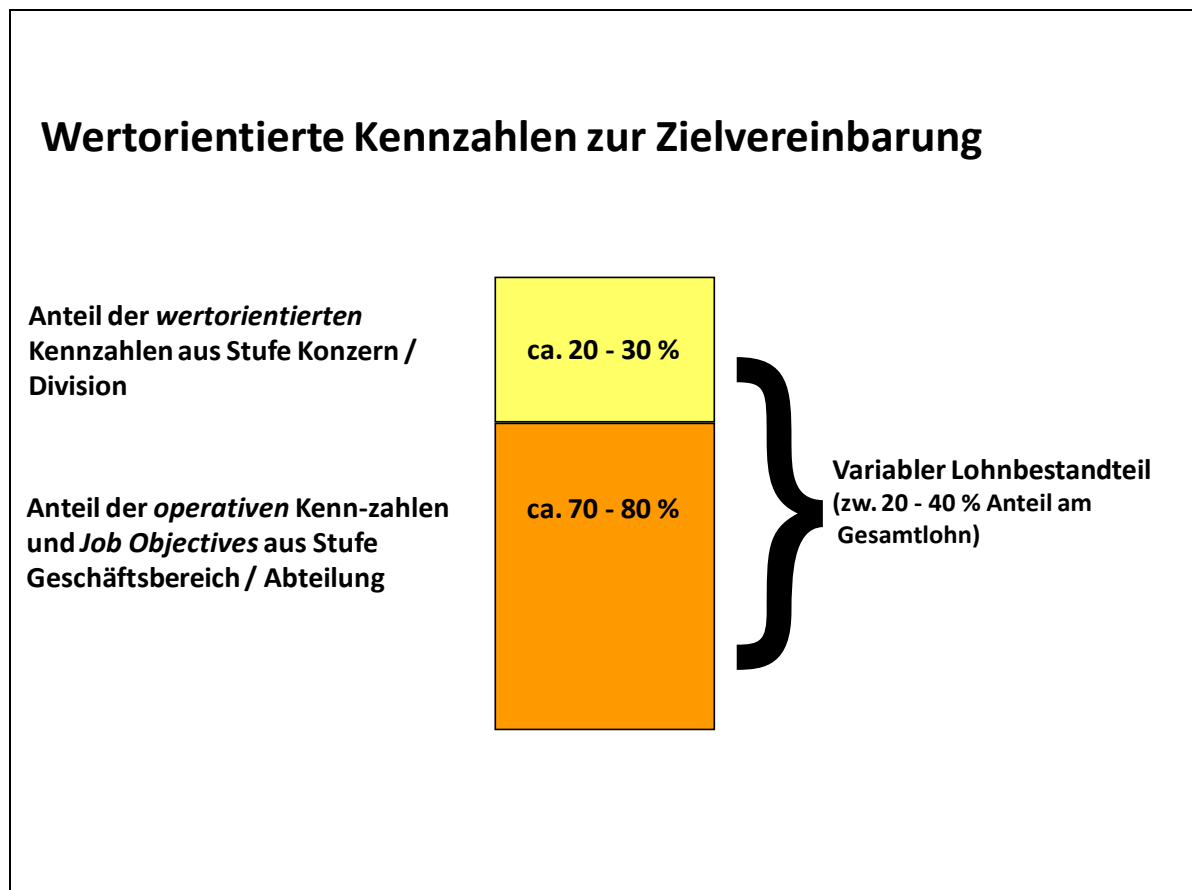 Wertorientierte Kennzahlen zur Zielvereinbarung
Anteil der wertorientierten
Kennzahlen aus Stufe Konzern /
Division
ca. 20 - 30 %
Anteil der operativen Kenn-zahlen
und Job Objectives aus Stufe
Geschäftsbereich / Abteilung
ca. 70 - 80 %
Variabler Lohnbestandteil
(zw. 20 - 40 % Anteil am
Gesamtlohn)